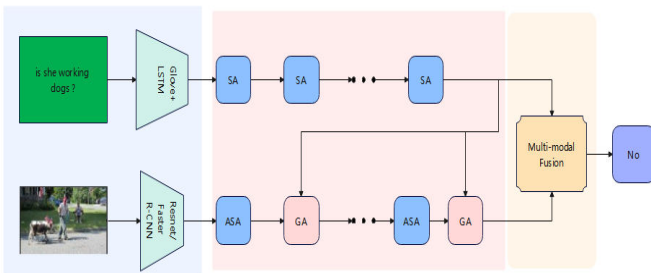 is she working
dogs ?
Glove+
LSTM
SA
SA
SA
Resnet/
Faster
R-CNN
ASA
GA
ASA
GA
Multi-modal
Fusion
No